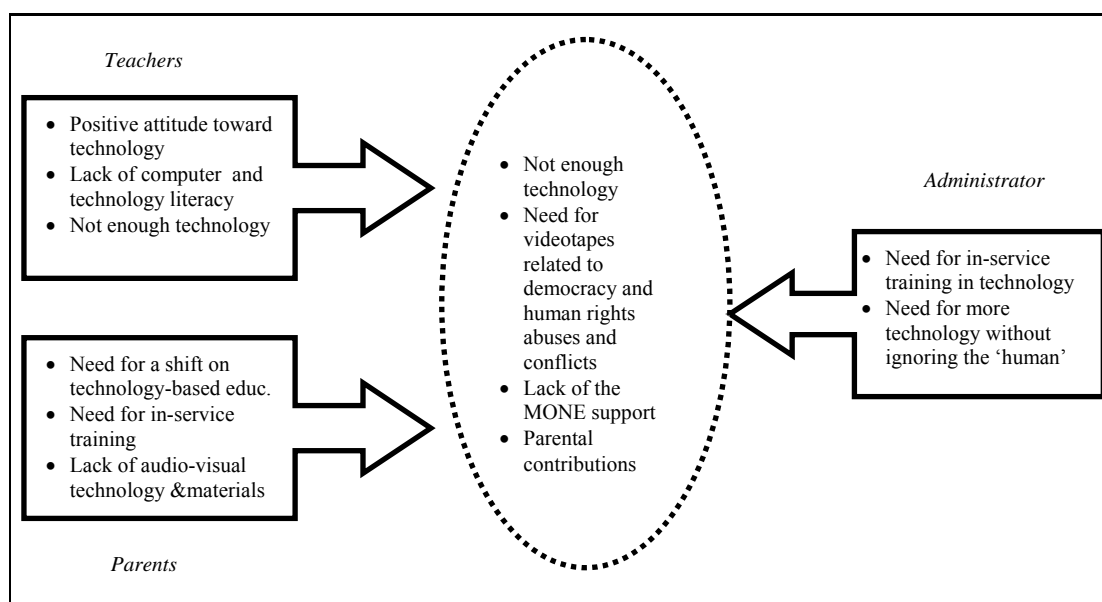 Teachers
• Positive attitude toward
technology
• Lack of computer and
technology literacy
• Not enough technology
• Need for a shift on
technology-based educ.
• Need for in-service
training
• Lack of audio-visual
technology &materials
Parents
• Not enough
technology
• Need for
videotapes
related to
democracy and
human rights
abuses and
conflicts
• Lack of the
MONE support
• Parental
contributions
Administrator
• Need for in-service
training in technology
• Need for more
technology without
ignoring the ‘human’